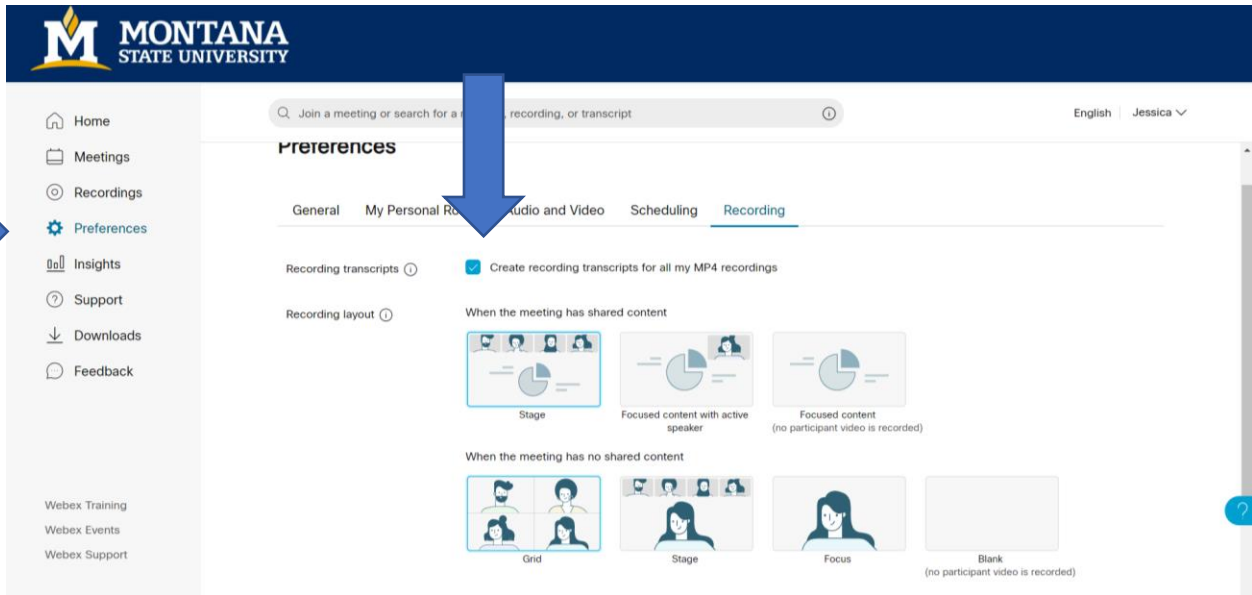 MONTANA
STATE UNIVERSITY
Join a meeting or search for a recording, or transcript
English Jessica
Home
Meetings
Recordings
Preferences
Insights
Support
Downloads
Feedback
Webex Training
Webex Events
Webex Support
Preferences
General My Personal Audio and Video Scheduling Recording
Recording transcripts Create recording transcripts for all my MP4 recordings
Recording layout When the meeting has shared content
Stage Focused content with active Focused content
speaker (no participant video is recorded)
When the meeting has no shared content
Grid Stage Focus Blank
(no participant video is recorded)
?